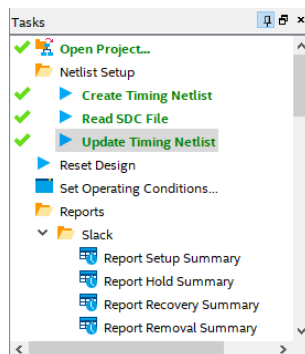 Tasks
Open Project...
Netlist Setup
Create Timing Netlist
Read SDC File
Update Timing Netlist
Reset Design
Set Operating Conditions...
Reports
Slack
Report Setup Summary
Report Hold Summary
Report Recovery Summary
Report Removal Summary